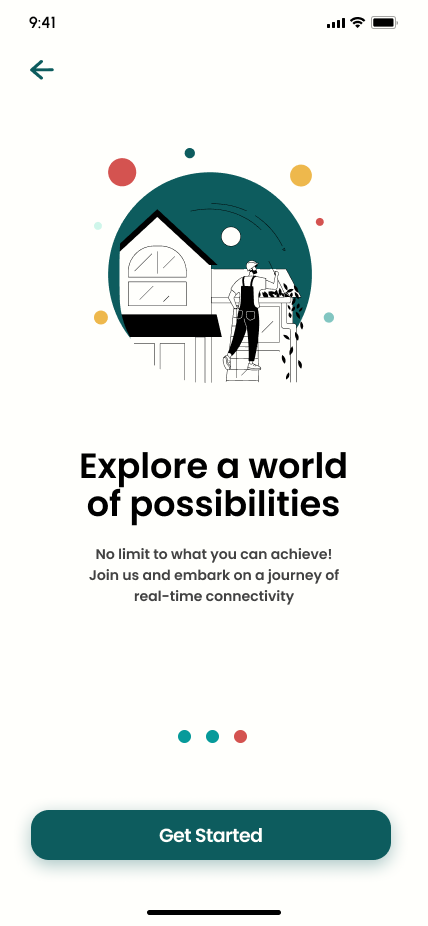 9:41
Explore a world
of possibilities
No limit to what you can achieve!
Join us and embark on a journey of
real-time connectivity
Get Started